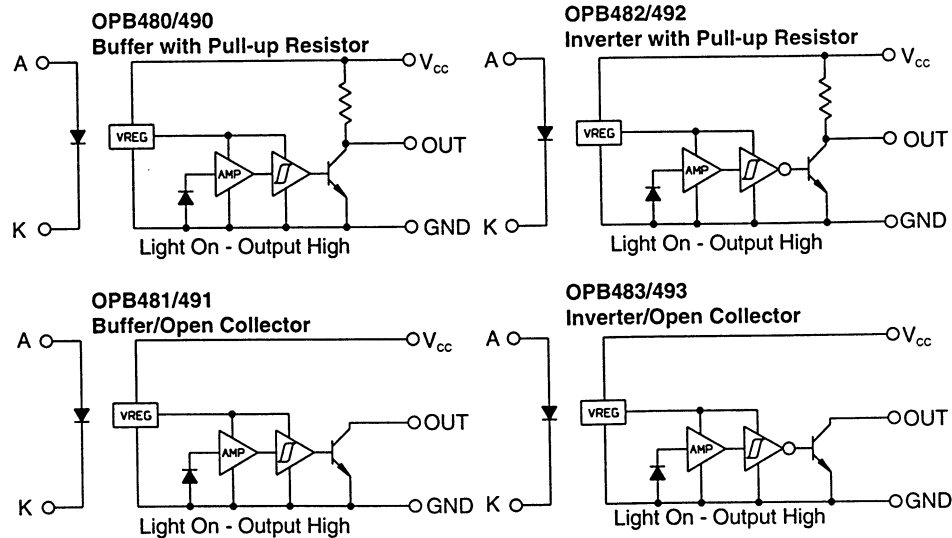 OPB480/490
Buffer with Pull-up Resistor
A
Vcc
VREG
OUT
AMP
K
GND
Light On - Output High
OPB482/492
Inverter with Pull-up Resistor
A
Vcc
VREG
OUT
AMP
K
GND
Light On - Output High
OPB481/491
Buffer/Open Collector
A
Vcc
VREG
OUT
AMP
K
GND
Light On - Output High
OPB483/493
Inverter/Open Collector
A
Vcc
VREG
OUT
AMP
K
GND
Light On - Output High